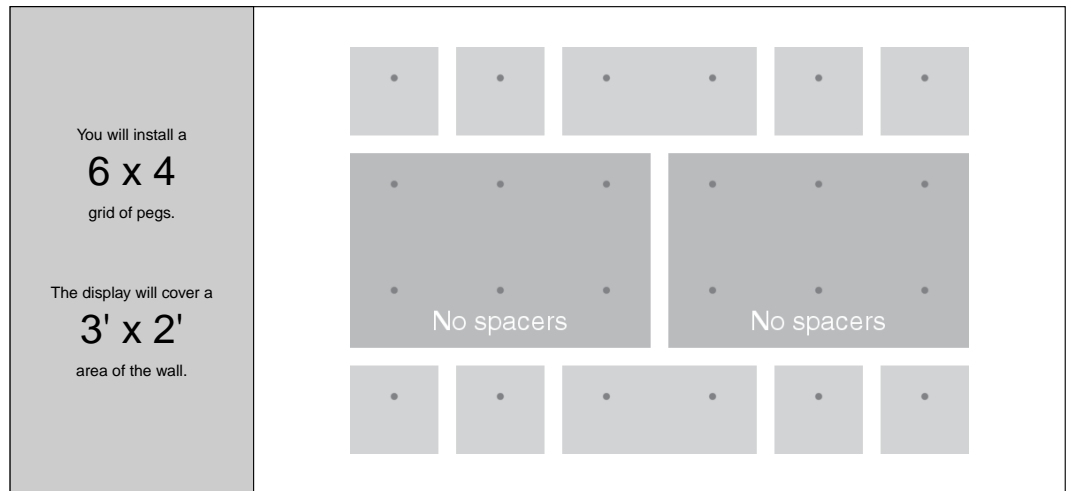 You will install a
6 x 4
grid of pegs.
The display will cover a
3' x 2'
area of the wall.
No spacers
No spacers